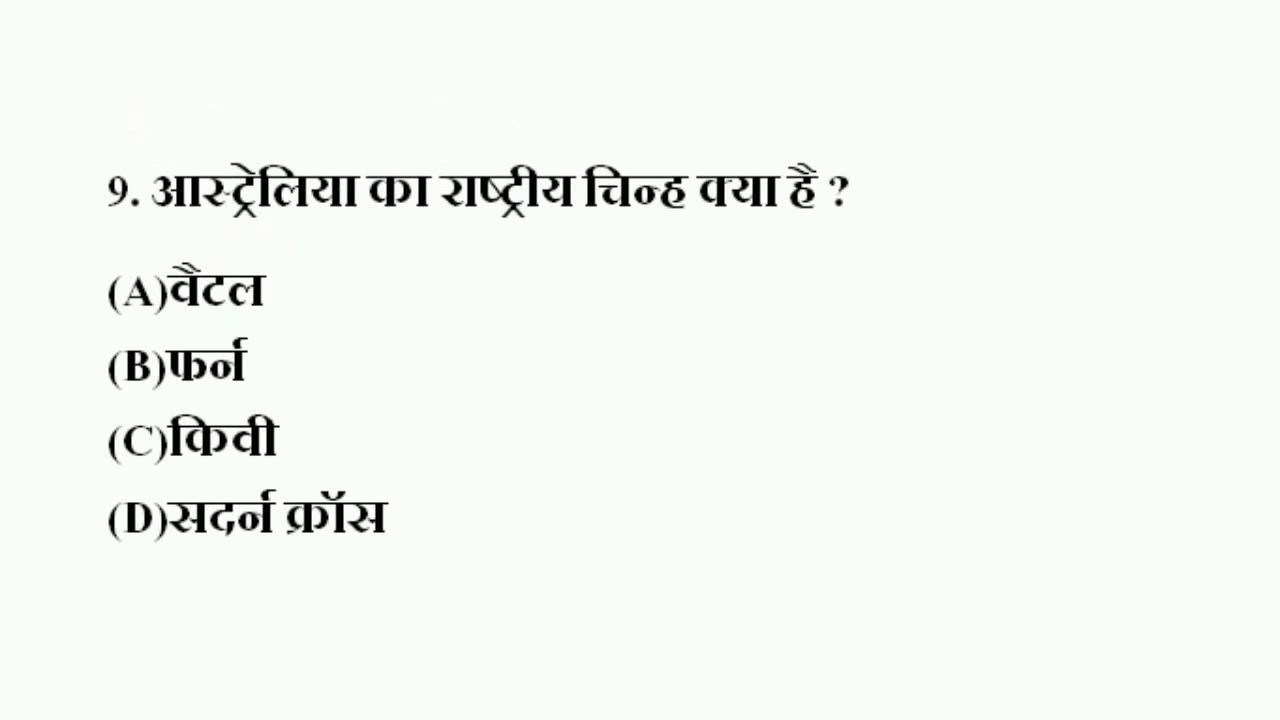 9. आस्ट्रेलिया का राष्ट्रीय चिन्ह क्या है ?
(A)वैटल
(B)फर्न
(C)किवी
(D)सदर्न क्रॉस